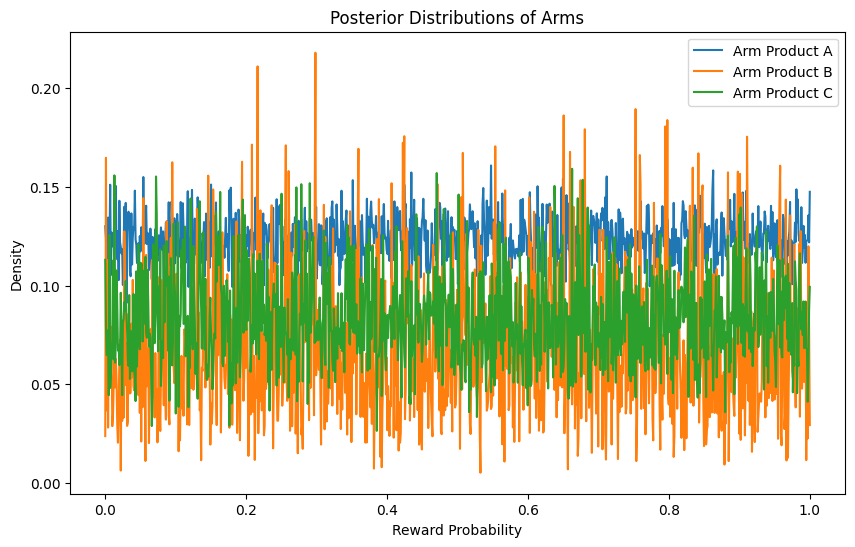 Posterior Distributions of Arms
Arm Product A
Arm Product B
Arm Product C
Density
0.20
0.15
0.10
0.05
0.00
0.0 0.2 0.4 0.6 0.8 1.0
Reward Probability